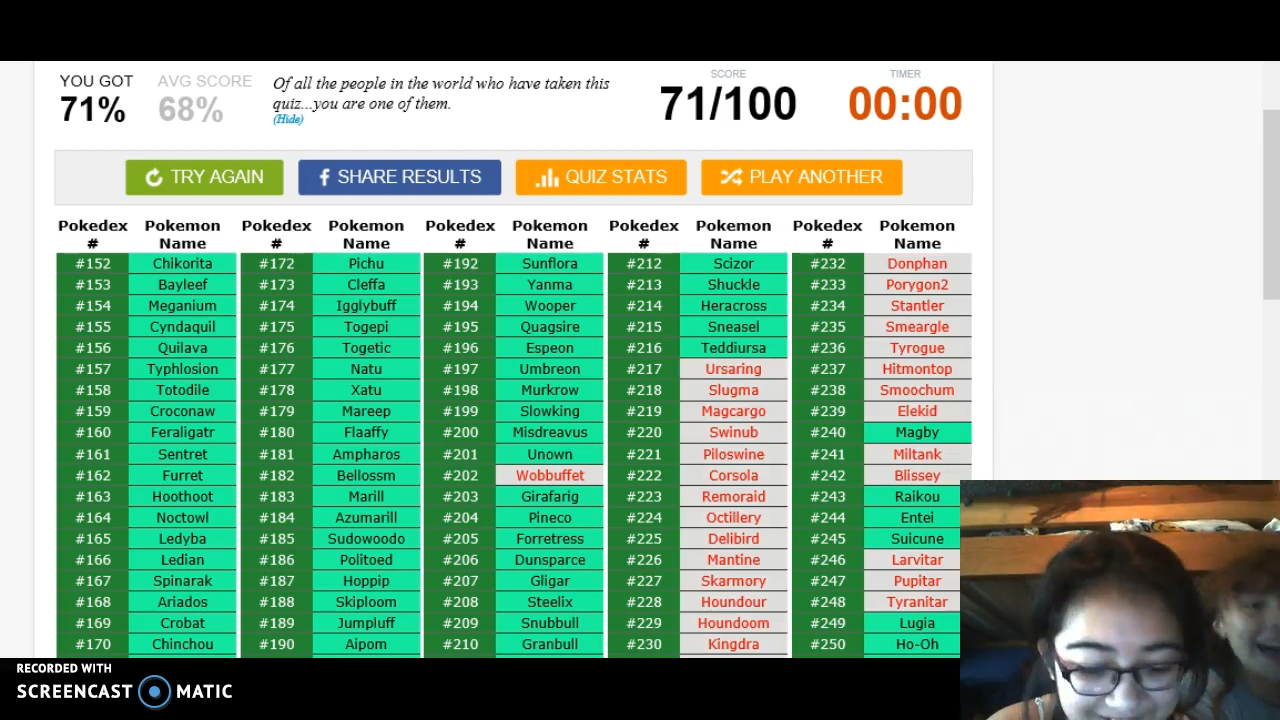 YOU GOT AVG SCORE Of all the people in the world who have taken this SCORE TIMER
71% 68% quiz...you are one of them. 71/100 00:00
(Hide)
TRY AGAIN f SHARE RESULTS QUIZ STATS PLAY ANOTHER
Pokedex Pokemon Pokedex Pokemon Pokedex Pokemon Pokedex Pokemon Pokedex Pokemon
# Name # Name # Name # Name # Name
#152 Chikorita #172 Pichu #192 Sunflora #212 Scizor #232 Donphan
#153 Bayleef #173 Cleffa #193 Yanma #213 Shuckle #233 Porygon2
#154 Meganium #174 Igglybuff #194 Wooper #214 Heracross #234 Stantler
#155 Cyndaquil #175 Togepi #195 Quagsire #215 Sneasel #235 Smeargle
#156 Quilava #176 Togetic #196 Espeon #216 Teddiursa #236 Tyrogue
#157 Typhlosion #177 Natu #197 Umbreon #217 Ursaring #237 Hitmontop
#158 Totodile #178 Xatu #198 Murkrow #218 Slugma #238 Smoochum
#159 Croconaw #179 Mareep #199 Slowking #219 Magcargo #239 Elekid
#160 Feraligatr #180 Flaaffy #200 Misdreavus #220 Swinub #240 Magby
#161 Sentret #181 Ampharos #201 Unown #221 Piloswine #241 Miltank
#162 Furret #182 Bellossm #202 Wobbuffet #222 Corsola #242 Blissey
#163 Hoothoot #183 Marill #203 Girafarig #223 Remoraid #243 Raikou
#164 Noctowl #184 Azumarill #204 Pineco #224 Octillery #244 Entei
#165 Ledyba #185 Sudowoodo #205 Forretress #225 Delibird #245 Suicune
#166 Ledian #186 Politoed #206 Dunsparce #226 Mantine #246 Larvitar
#167 Spinarak #187 Hoppip #207 Gligar #227 Skarmory #247 Pupitar
#168 Ariados #188 Skiploom #208 Steelix #228 Houndour #248 Tyranitar
#169 Crobat #189 Jumpluff #209 Snubbull #229 Houndoom #249 Lugia
#170 Chinchou #190 Aipom #210 Granbull #230 Kingdra #250 Ho-Oh
RECORDED WITH
SCREENCAST MATIC